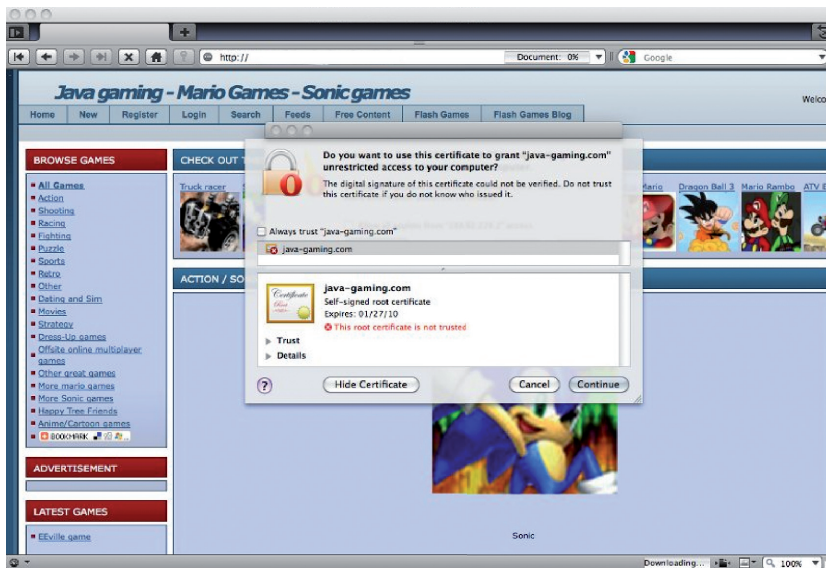 http://
Document: 0%
Google
Java gaming - Mario Games - Sonic games
Welco
Home New Register Login Search Feeds Free Content Flash Games Flash Games Blog
BROWSE GAMES
All Games
Action
Shooting
Racing
Fighting
Puzzle
Sports
Retro
Other
Dating and Sim
Movies
Strategy
Dress-Up games
Offsite online multiplayer
games
Other great games
More mario games
More Sonic games
Happy Tree Friends
Anime/Cartoon games
BOOKMARK
ADVERTISEMENT
LATEST GAMES
EEville game
CHECK OUT
Truck racer
Mario Dragon Ball 3 Mario Rambo ATV
ACTION / SO
Do you want to use this certificate to grant "java-gaming.com"
unrestricted access to your computer?
The digital signature of this certificate could not be verified. Do not trust
this certificate if you do not know who issued it.
Always trust "java-gaming.com"
java-gaming.com
Certificate
Root
java-gaming.com
Self-signed root certificate
Expires: 01/27/10
This root certificate is not trusted
Trust
Details
?
Hide Certificate
Cancel
Continue
Sonic
Downloading...
100%